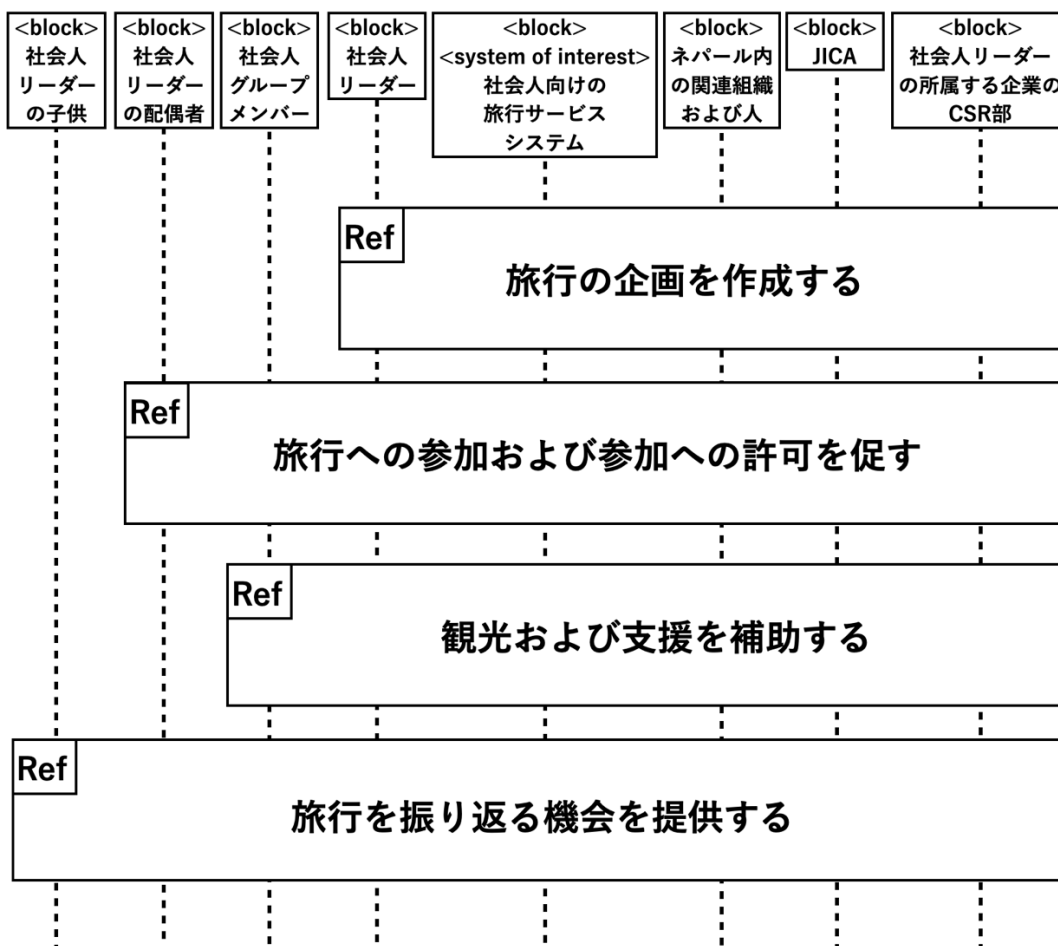 <block>
社会人
リーダー
の子供
<block>
社会人
リーダー
の配偶者
<block>
社会人
グループ
メンバー
<block>
社会人
リーダー
<block>
<system of interest>
社会人向けの
旅行サービス
システム
<block>
ネパール内
の関連組織
および人
<block>
JICA
<block>
社会人リーダー
の所属する企業の
CSR部
Ref
旅行の企画を作成する
Ref
旅行への参加および参加への許可を促す
Ref
観光および支援を補助する
Ref
旅行を振り返る機会を提供する